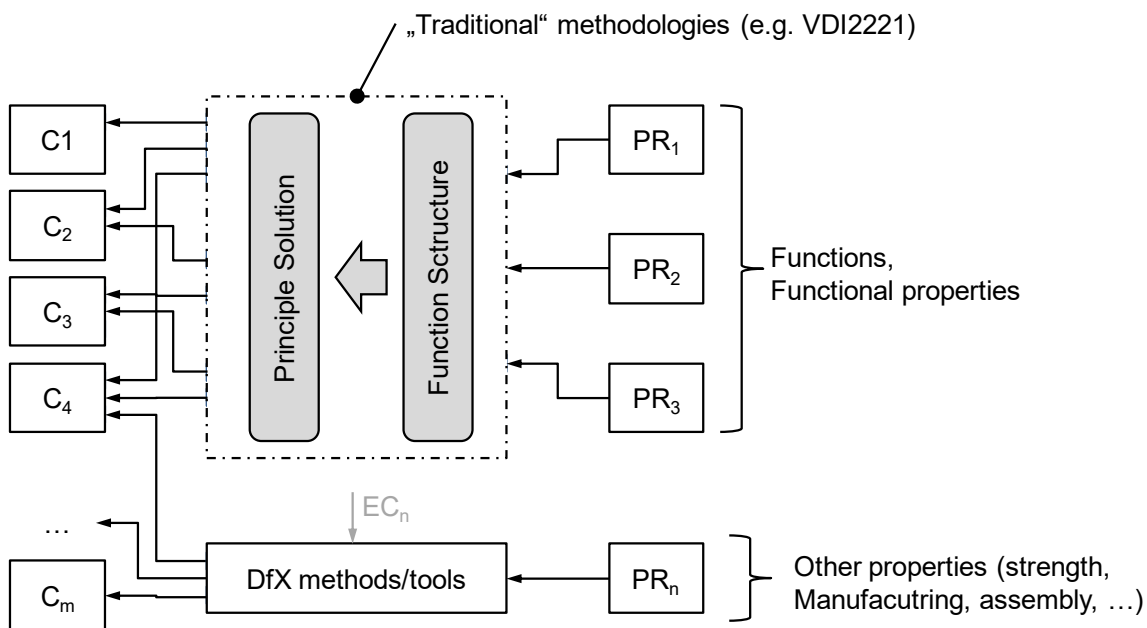 „Traditional“ methodologies (e.g. VDI2221)
C1
C₂
C₃
C₄
Principle Solution
Function Sctructure
PR₁
PR₂
PR₃
Functions,
Functional properties
ECₙ
…
Cₘ
DfX methods/tools
PRₙ
Other properties (strength,
Manufacutring, assembly, …)